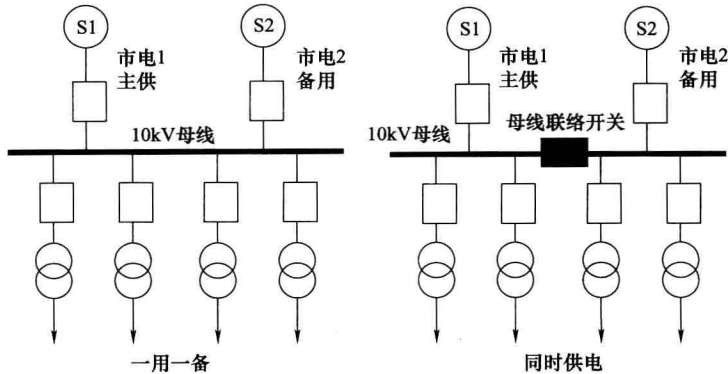 S1
市电1
主供
S2
市电2
备用
10kV母线
一用一备
S1
市电1
主供
S2
市电2
备用
10kV母线
母线联络开关
同时供电